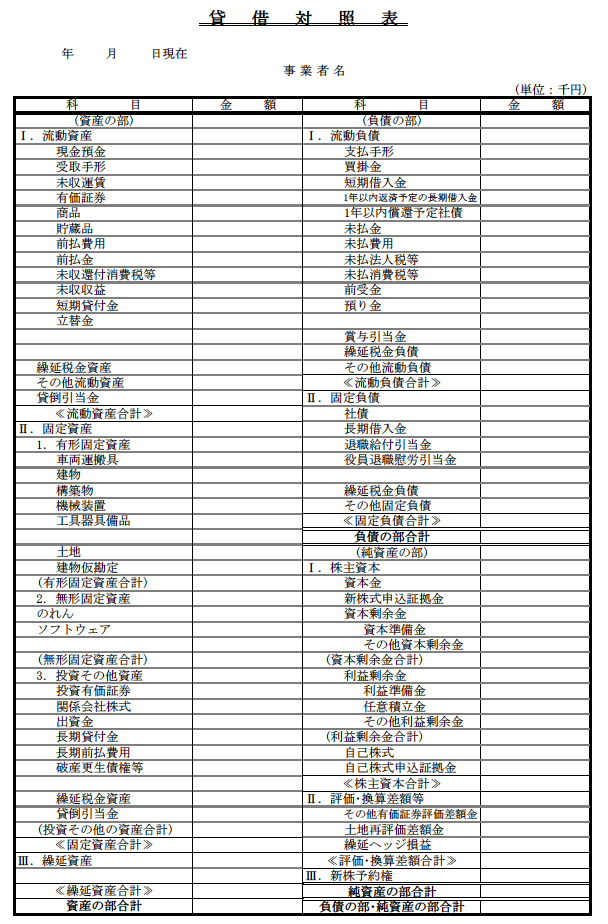 貸借対照表
年 月 日現在
事業者名
(単位：千円)
科 目 金 額 科 目 金 額
(資産の部) (負債の部)
Ⅰ．流動資産 Ⅰ．流動負債
現金預金 支払手形
受取手形 買掛金
未収運賃 短期借入金
有価証券 1年以内返済予定の長期借入金
商品 1年以内償還予定社債
貯蔵品 未払金
前払費用 未払費用
前払金 未払法人税等
未収還付消費税等 未払消費税等
未収収益 前受金
短期貸付金 預り金
立替金
賞与引当金
繰延税金負債
繰延税金資産 その他流動負債
その他流動資産 ≪流動負債合計≫
貸倒引当金 Ⅱ．固定負債
≪流動資産合計≫ 社債
Ⅱ．固定資産 長期借入金
1．有形固定資産 退職給付引当金
車両運搬具 役員退職慰労引当金
建物
構築物 繰延税金負債
機械装置 その他固定負債
工具器具備品 ≪固定負債合計≫
負債の部合計
土地 (純資産の部)
建物仮勘定 Ⅰ．株主資本
(有形固定資産合計) 資本金
2．無形固定資産 新株式申込証拠金
のれん 資本剰余金
ソフトウェア 資本準備金
その他資本剰余金
(無形固定資産合計) (資本剰余金合計)
3．投資その他資産 利益剰余金
投資有価証券 利益準備金
関係会社株式 任意積立金
出資金 その他利益剰余金
長期貸付金 (利益剰余金合計)
長期前払費用 自己株式
破産更生債権等 自己株式申込証拠金
≪株主資本合計≫
繰延税金資産 Ⅱ．評価･換算差額等
貸倒引当金 その他有価証券評価差額金
(投資その他の資産合計) 土地再評価差額金
≪固定資産合計≫ 繰延ヘッジ損益
Ⅲ．繰延資産 ≪評価･換算差額合計≫
Ⅲ．新株予約権
≪繰延資産合計≫ 純資産の部合計
資産の部合計 負債の部･純資産の部合計